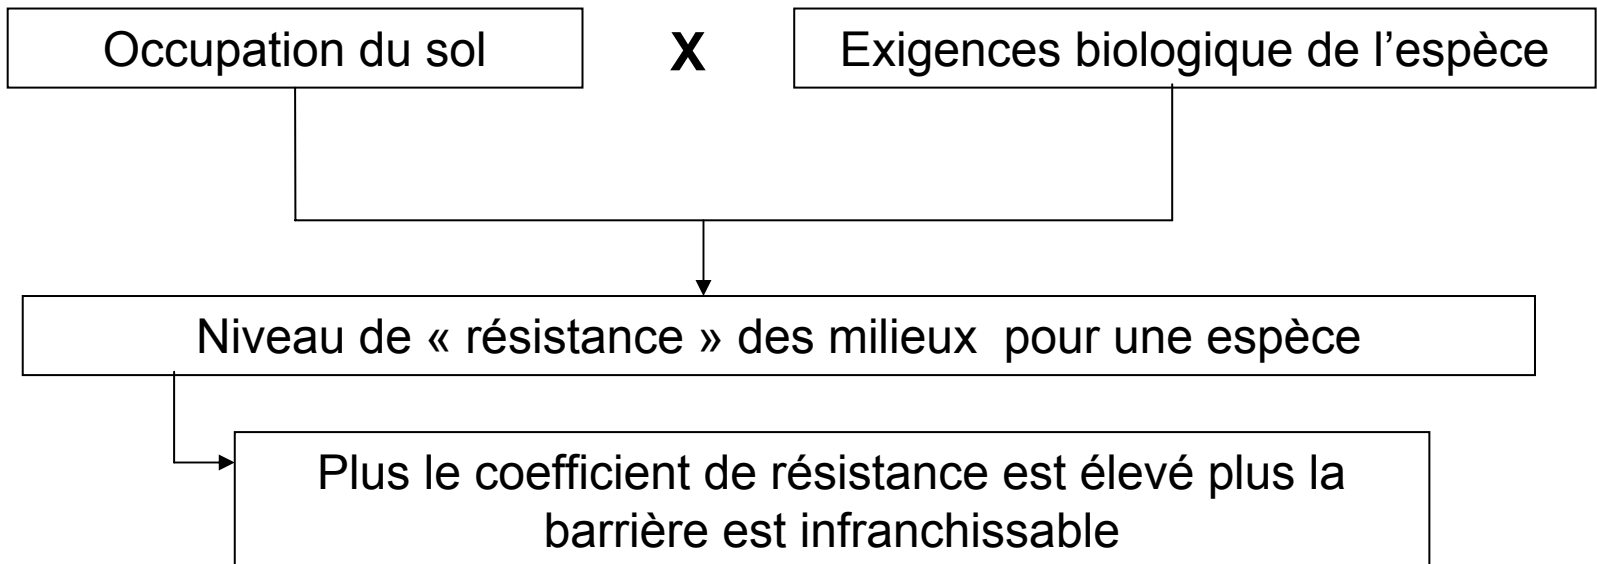 Occupation du sol X Exigences biologique de l’espèce
Niveau de « résistance » des milieux pour une espèce
Plus le coefficient de résistance est élevé plus la
barrière est infranchissable